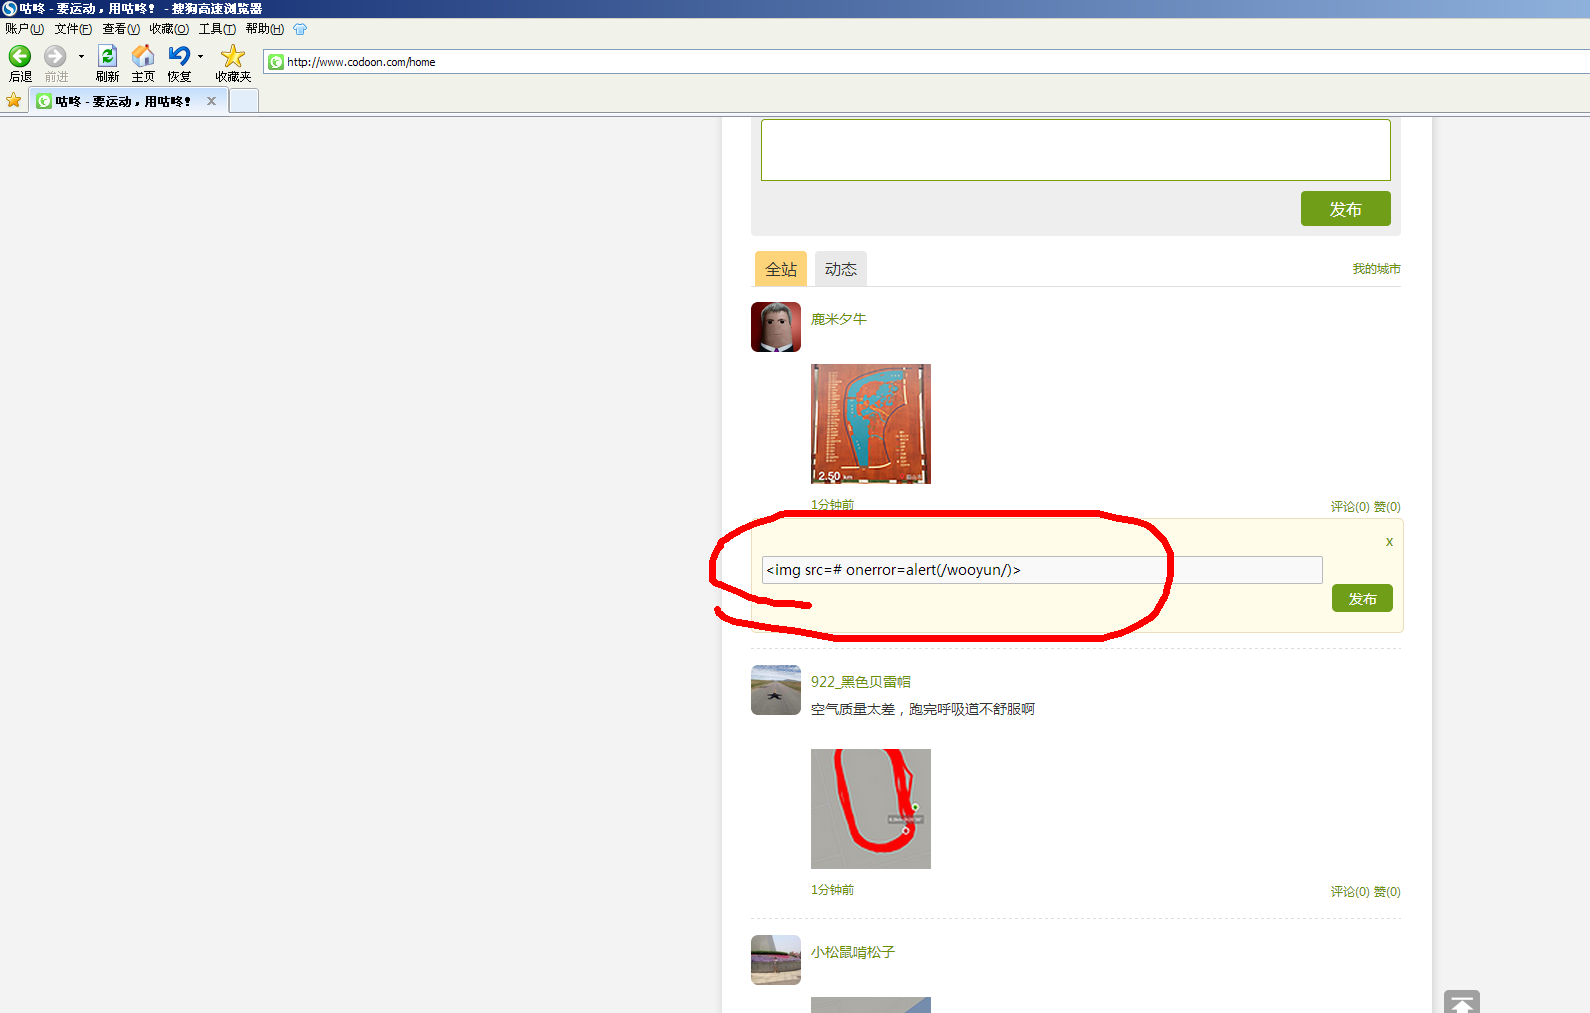 咕咚 - 要运动，用咕咚！ - 搜狗高速浏览器
账户(U) 文件(F) 查看(V) 收藏(O) 工具(T) 帮助(H)
后退 前进 刷新 主页 恢复 收藏夹
http://www.codoon.com/home
咕咚 - 要运动，用咕咚！ x
发布
全站 动态 我的城市
鹿米夕牛
2.50 km
1分钟前 评论(0) 赞(0)
x
<img src=# onerror=alert(/wooyun/)>
发布
922_黑色贝雷帽
空气质量太差，跑完呼吸道不舒服啊
1分钟前 评论(0) 赞(0)
小松鼠啃松子